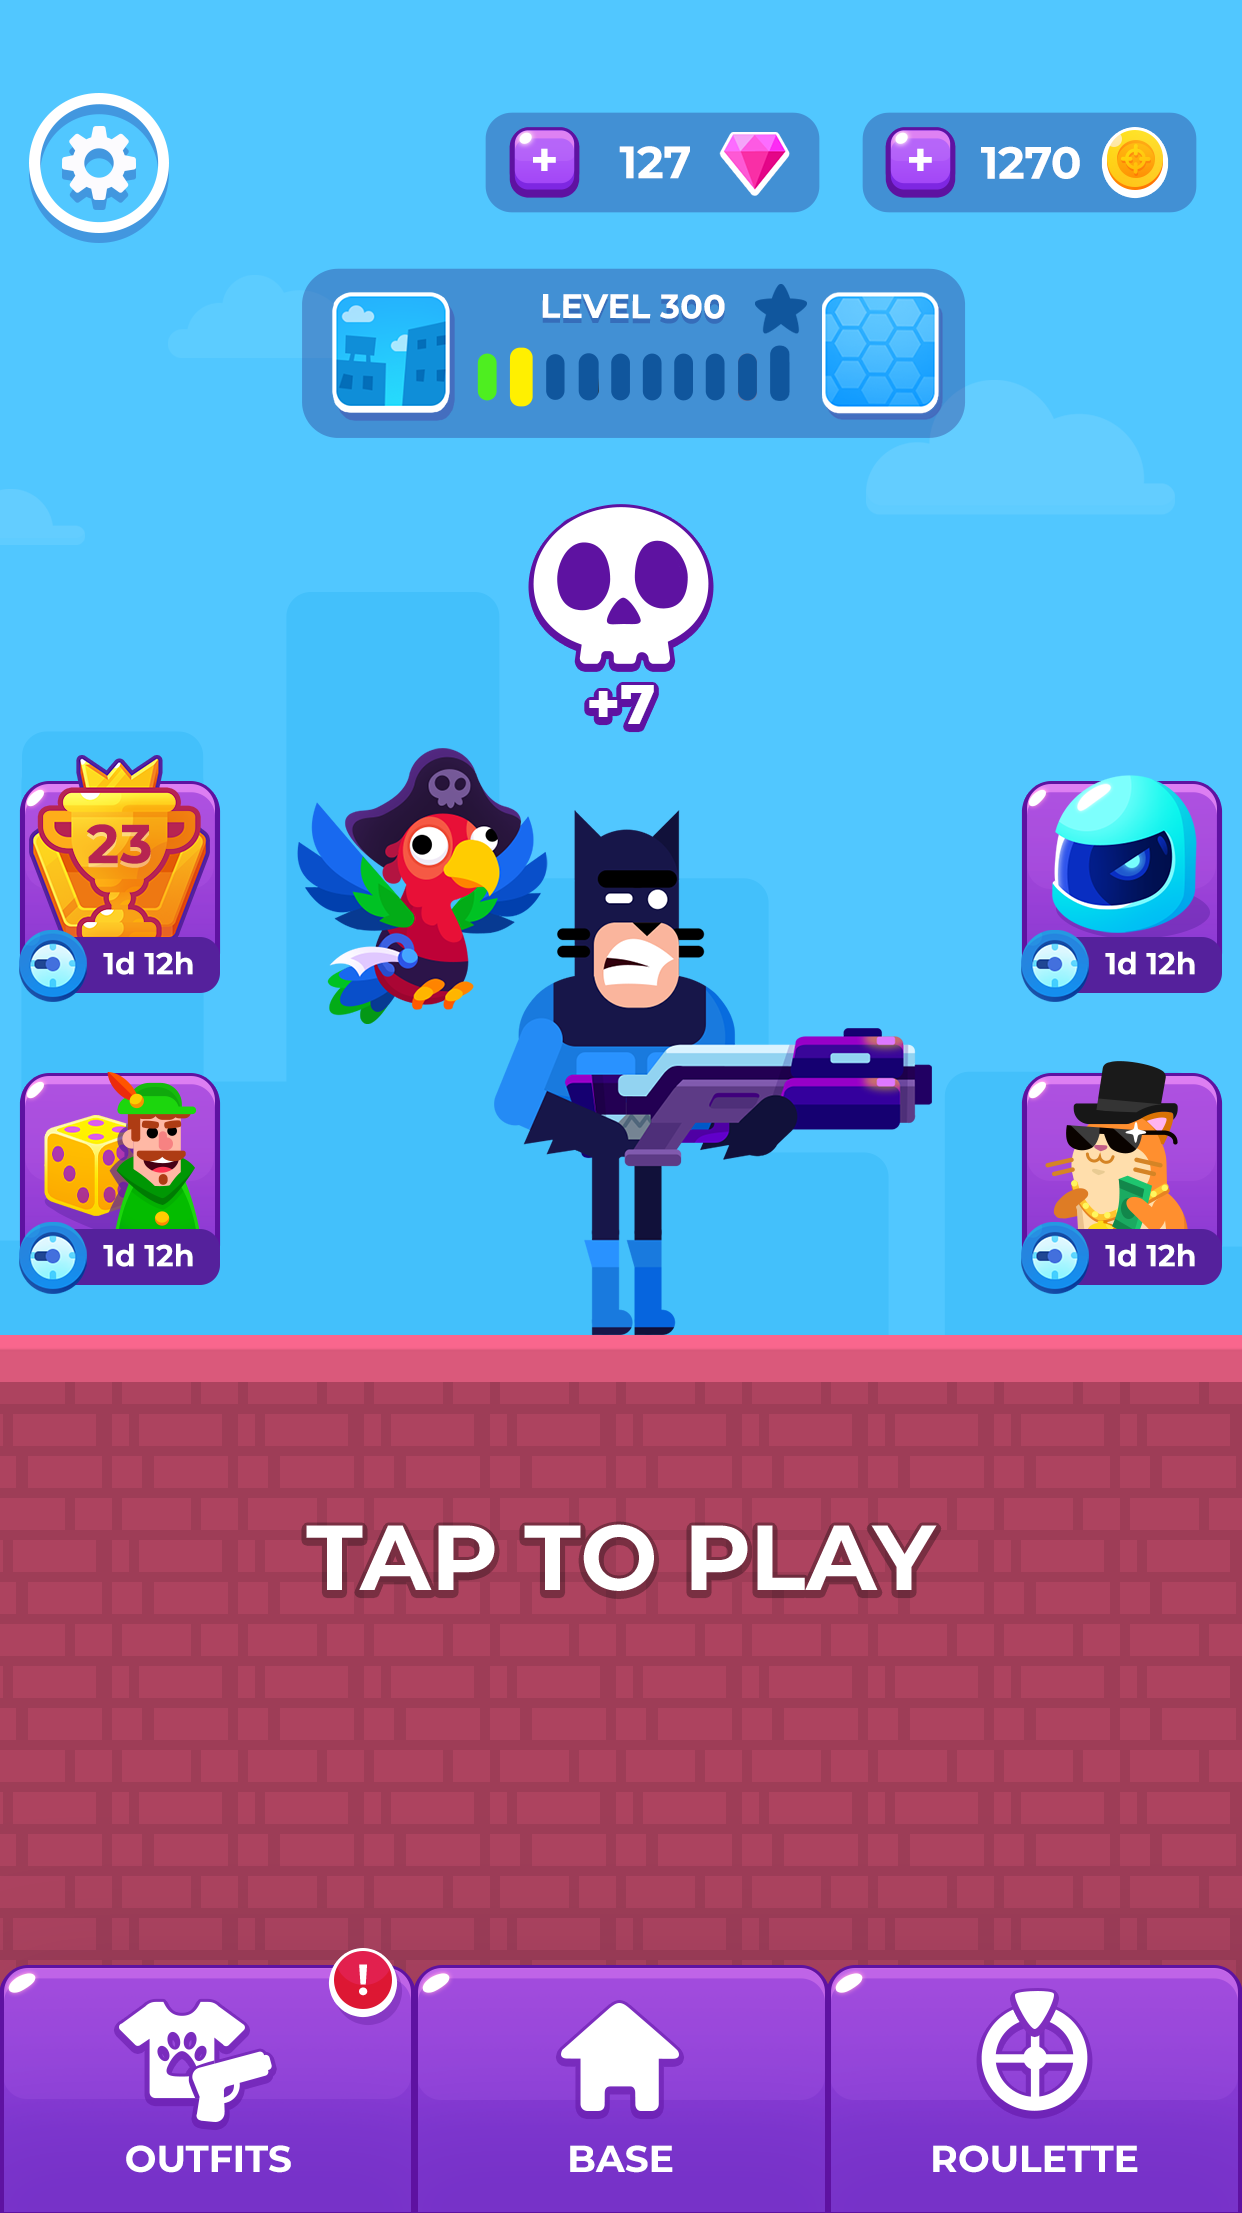 + 127
+ 1270
LEVEL 300
+7
23
1d 12h
1d 12h
1d 12h
1d 12h
TAP TO PLAY
!
OUTFITS
BASE
ROULETTE